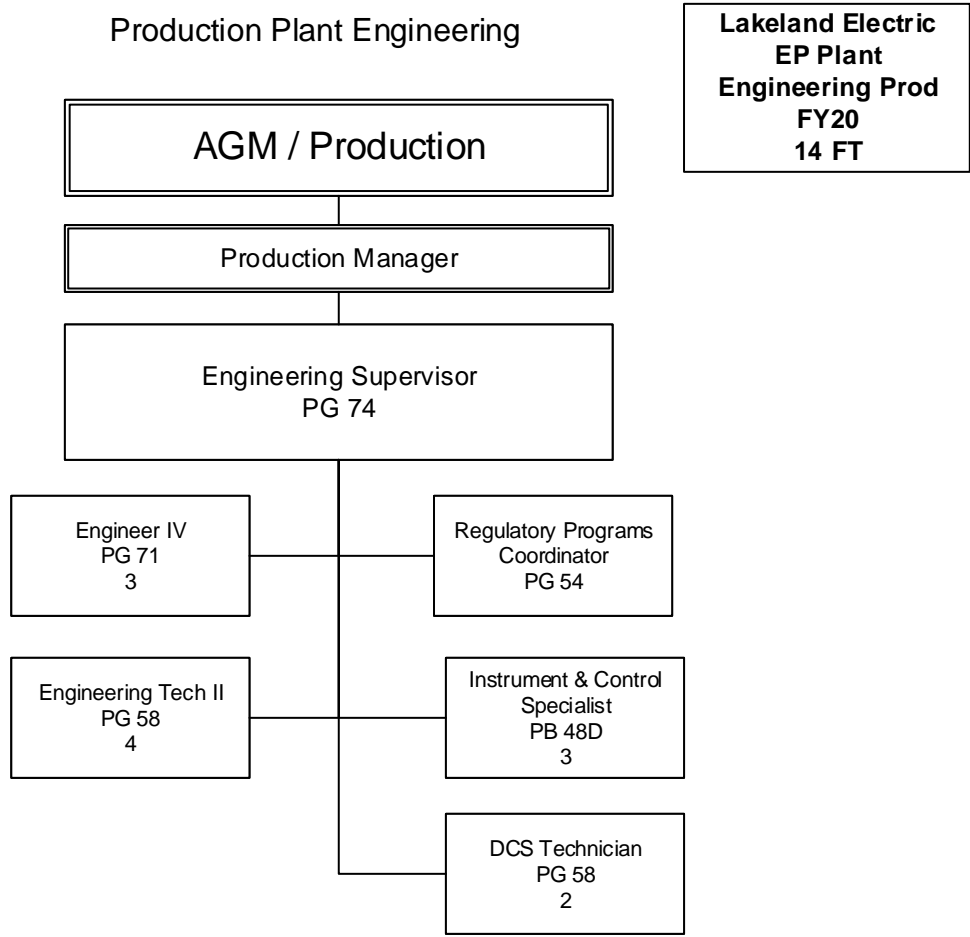 Production Plant Engineering
Lakeland Electric
EP Plant
Engineering Prod
FY20
14 FT
AGM / Production
Production Manager
Engineering Supervisor
PG 74
Engineer IV
PG 71
3
Regulatory Programs
Coordinator
PG 54
Engineering Tech II
PG 58
4
Instrument & Control
Specialist
PB 48D
3
DCS Technician
PG 58
2